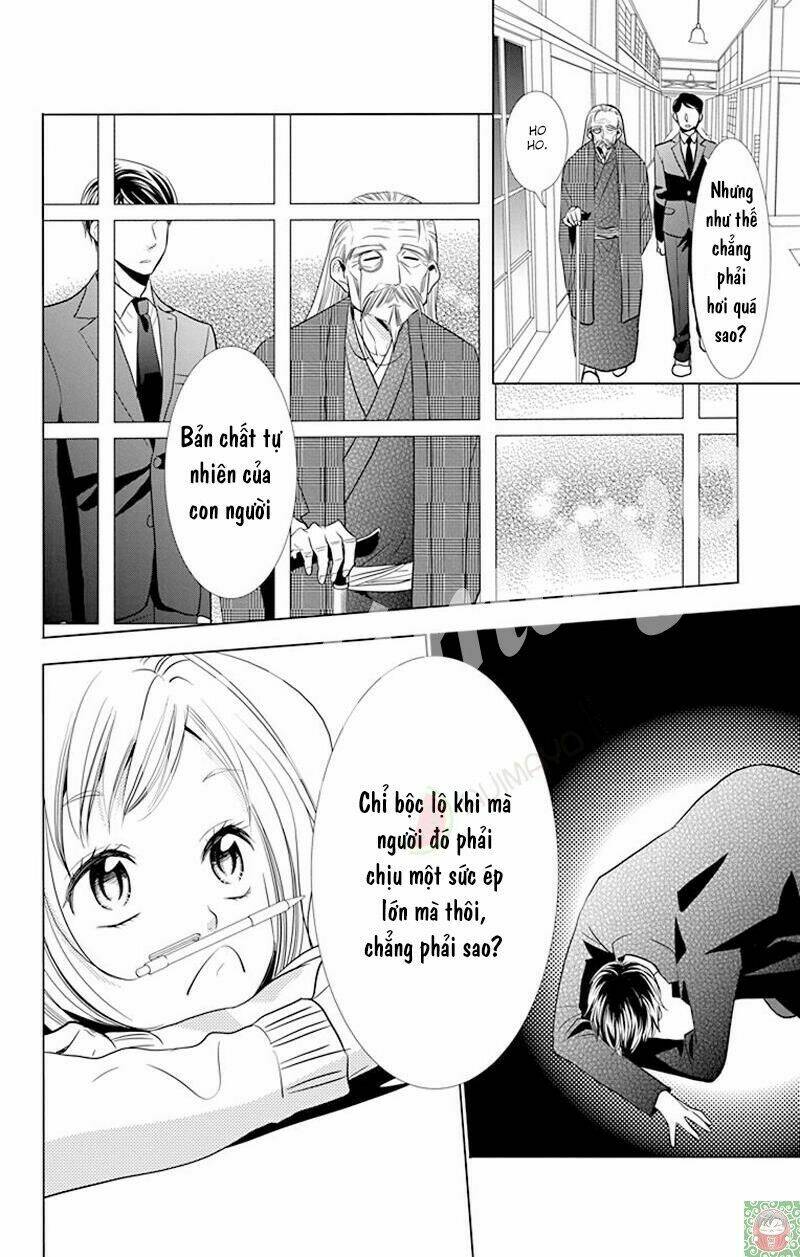 Nhưng
như thế
chẳng
phải
hơi quá
sao?
HO
HO.
Bản chất tự
nhiên của
con người
Chỉ bộc lộ khi mà
người đó phải
chịu một sức ép
lớn mà thôi,
chẳng phải sao?